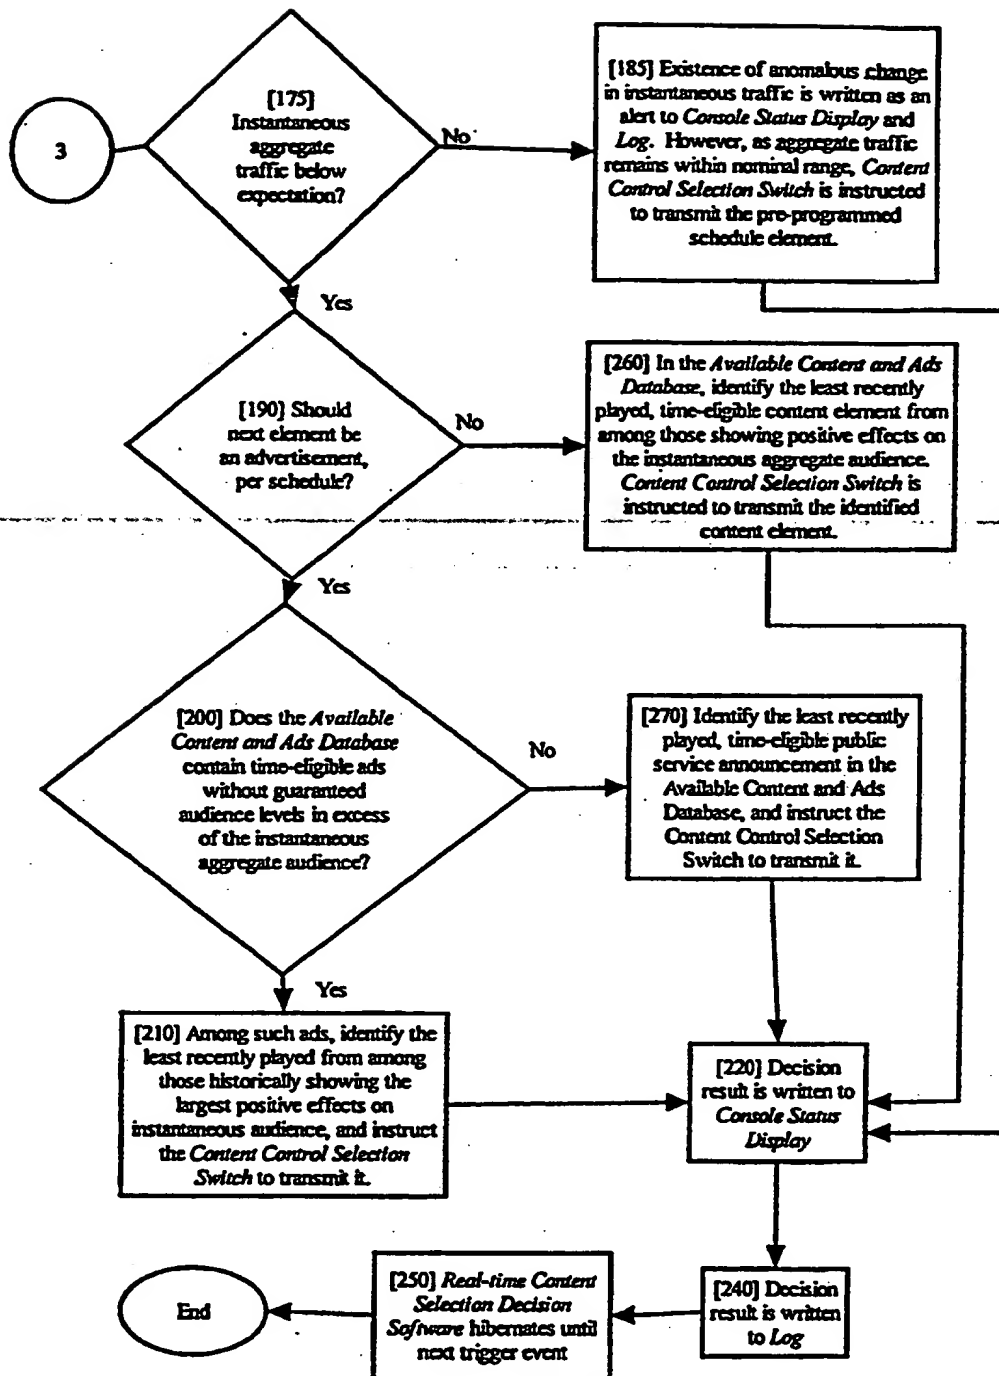 3
[175]
Instantaneous
aggregate
traffic below
expectation?
No
[185] Existence of anomalous change
in instantaneous traffic is written as an
alert to Console Status Display and
Log. However, as aggregate traffic
remains within nominal range, Content
Control Selection Switch is instructed
to transmit the pre-programmed
schedule element.
Yes
[190] Should
next element be
an advertisement,
per schedule?
No
[260] In the Available Content and Ads
Database, identify the least recently
played, time-eligible content element from
among those showing positive effects on
the instantaneous aggregate audience.
Content Control Selection Switch is
instructed to transmit the identified
content element.
Yes
[200] Does the Available
Content and Ads Database
contain time-eligible ads
without guaranteed
audience levels in excess
of the instantaneous
aggregate audience?
No
[270] Identify the least recently
played, time-eligible public
service announcement in the
Available Content and Ads
Database, and instruct the
Content Control Selection
Switch to transmit it.
Yes
[210] Among such ads, identify the
least recently played from among
those historically showing the
largest positive effects on
instantaneous audience, and instruct
the Content Control Selection
Switch to transmit it.
[220] Decision
result is written to
Console Status
Display
[240] Decision
result is written
to Log
[250] Real-time Content
Selection Decision
Software hibernates until
next trigger event
End